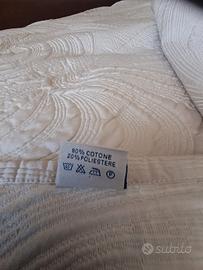 80% COTONE
20% POLIESTERE
subito